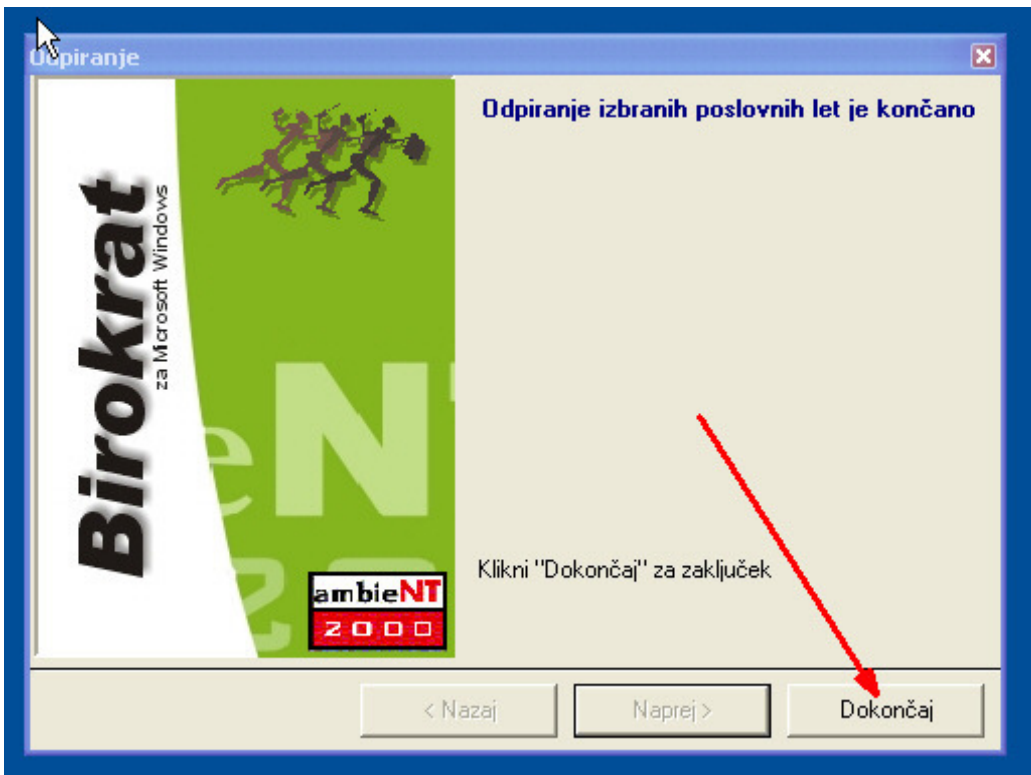 Odpiranje
Odpiranje izbranih poslovnih let je končano
Birokrat
za Microsoft Windows
eNT
ambieNT
2000
Klikni "Dokončaj" za zaključek
< Nazaj
Naprej >
Dokončaj